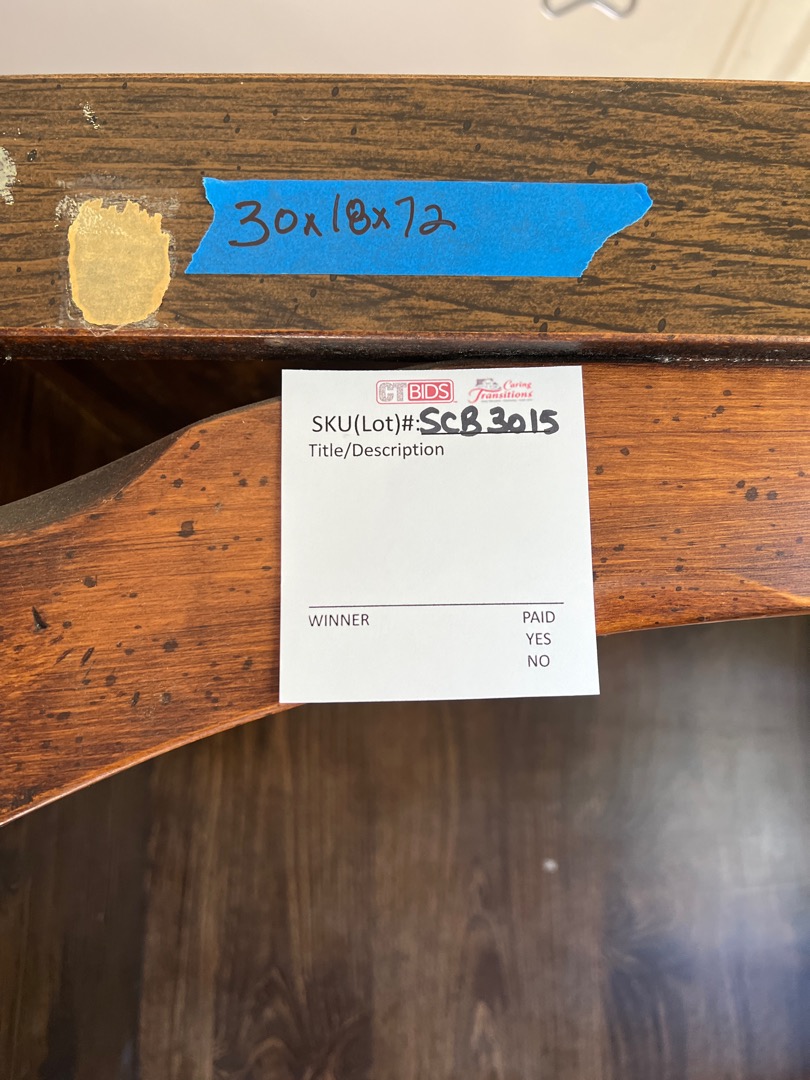 30x18x72
CTBIDS Caring Transitions
SKU(Lot)#:SCB3015
Title/Description
WINNER PAID
YES
NO